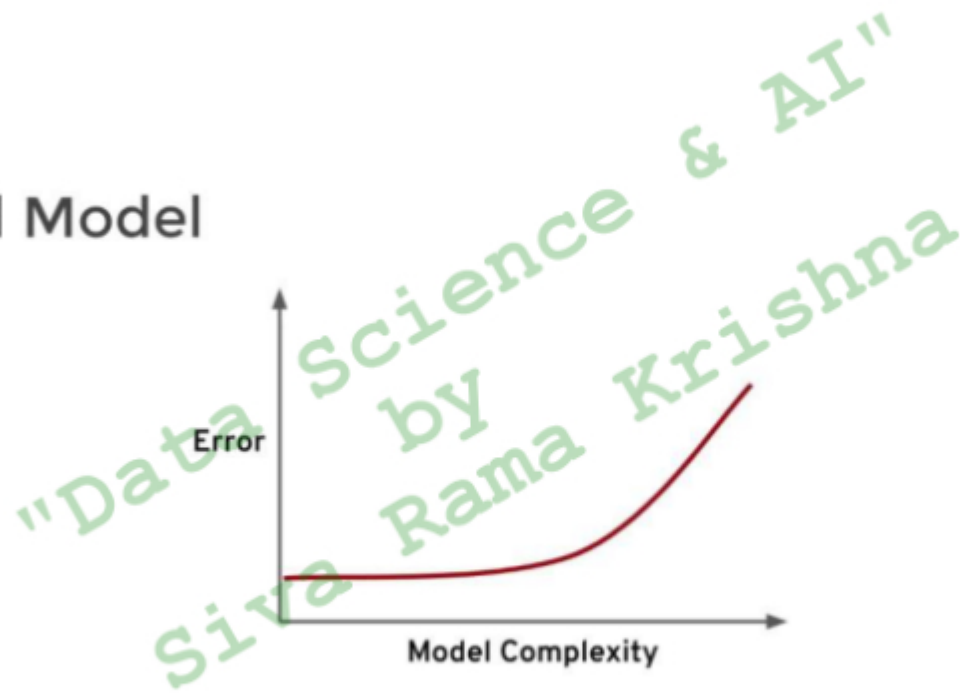 Model
"Data Science & AI"
by
Siva Rama Krishna
Error
Model Complexity